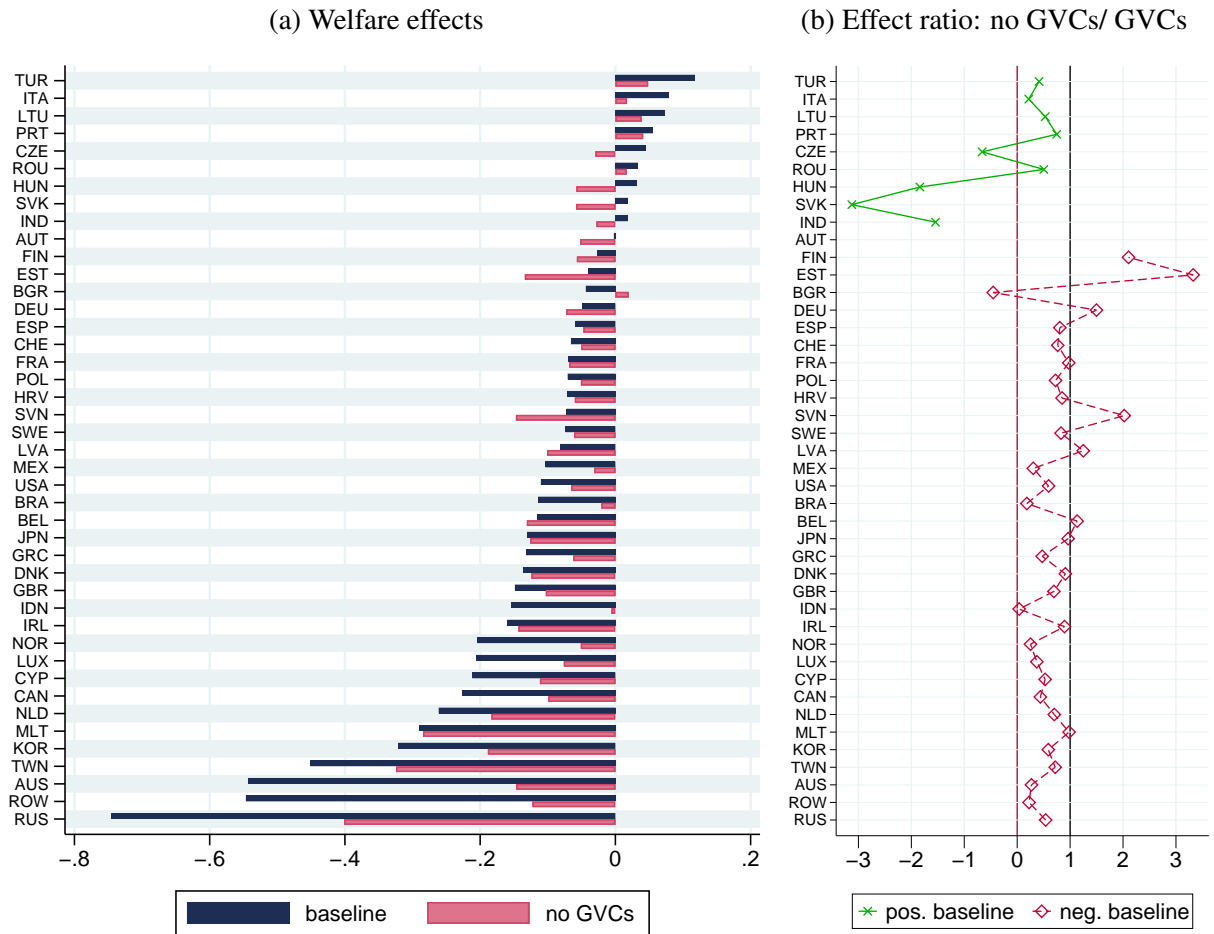 (a) Welfare effects
TUR
ITA
LTU
PRT
CZE
ROU
HUN
SVK
IND
AUT
FIN
EST
BGR
DEU
ESP
CHE
FRA
POL
HRV
SVN
SWE
LVA
MEX
USA
BRA
BEL
JPN
GRC
DNK
GBR
IDN
IRL
NOR
LUX
CYP
CAN
NLD
MLT
KOR
TWN
AUS
ROW
RUS
−.8 −.6 −.4 −.2 0 .2
baseline no GVCs
(b) Effect ratio: no GVCs/ GVCs
TUR
ITA
LTU
PRT
CZE
ROU
HUN
SVK
IND
AUT
FIN
EST
BGR
DEU
ESP
CHE
FRA
POL
HRV
SVN
SWE
LVA
MEX
USA
BRA
BEL
JPN
GRC
DNK
GBR
IDN
IRL
NOR
LUX
CYP
CAN
NLD
MLT
KOR
TWN
AUS
ROW
RUS
−3 −2 −1 0 1 2 3
pos. baseline neg. baseline